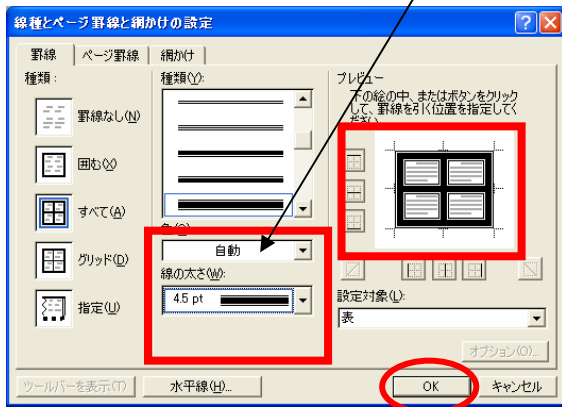 線種とページ罫線と網かけの設定
罫線 ページ罫線 網かけ
種類:
罫線なし(N)
囲む(X)
すべて(A)
グリッド(D)
指定(U)
種類(Y):
色(C):
自動
線の太さ(W):
4.5 pt
プレビュー
下の絵の中、またはボタンをクリック
して、罫線を引く位置を指定してく
ださい
設定対象(L):
表
オプション(O)...
ツールバーを表示(T) 水平線(H)... OK キャンセル